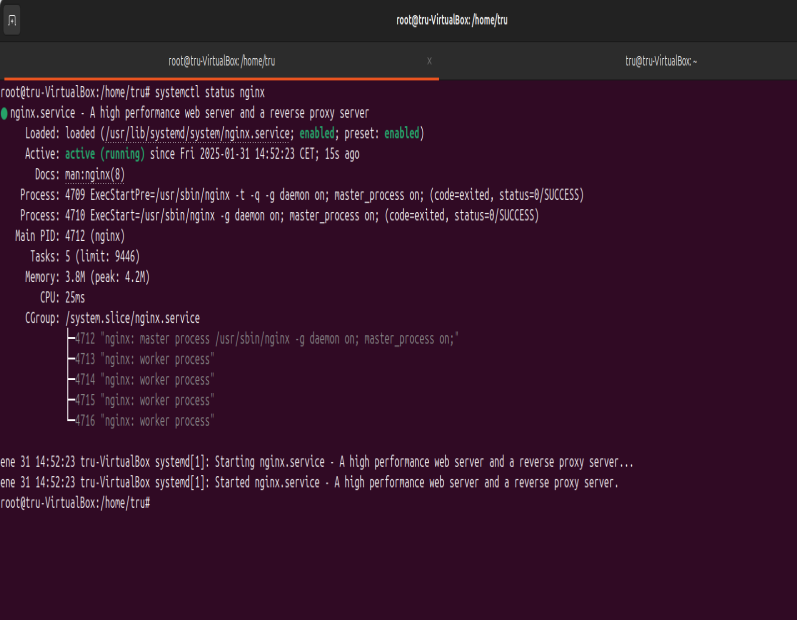 root@tru-VirtualBox: /home/tru
root@tru-VirtualBox: /home/tru x tru@tru-VirtualBox: ~
root@tru-VirtualBox:/home/tru# systemctl status nginx
● nginx.service - A high performance web server and a reverse proxy server
Loaded: loaded (/usr/lib/systemd/system/nginx.service; enabled; preset: enabled)
Active: active (running) since Fri 2025-01-31 14:52:23 CET; 15s ago
Docs: man:nginx(8)
Process: 4709 ExecStartPre=/usr/sbin/nginx -t -q -g daemon on; master_process on; (code=exited, status=0/SUCCESS)
Process: 4710 ExecStart=/usr/sbin/nginx -g daemon on; master_process on; (code=exited, status=0/SUCCESS)
Main PID: 4712 (nginx)
Tasks: 5 (limit: 9446)
Memory: 3.8M (peak: 4.2M)
CPU: 25ms
CGroup: /system.slice/nginx.service
├─4712 "nginx: master process /usr/sbin/nginx -g daemon on; master_process on;"
├─4713 "nginx: worker process"
├─4714 "nginx: worker process"
├─4715 "nginx: worker process"
└─4716 "nginx: worker process"
ene 31 14:52:23 tru-VirtualBox systemd[1]: Starting nginx.service - A high performance web server and a reverse proxy server...
ene 31 14:52:23 tru-VirtualBox systemd[1]: Started nginx.service - A high performance web server and a reverse proxy server.
root@tru-VirtualBox:/home/tru#